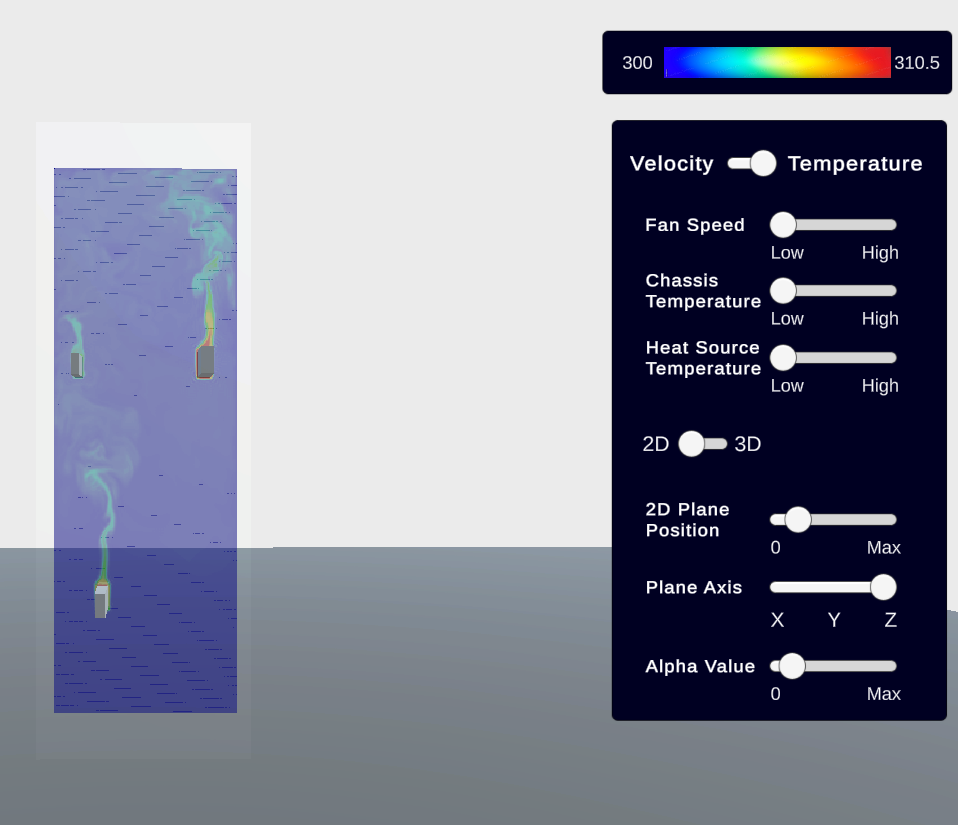 300 310.5
Velocity Temperature
Fan Speed
Low High
Chassis
Temperature
Low High
Heat Source
Temperature
Low High
2D 3D
2D Plane
Position
0 Max
Plane Axis
X Y Z
Alpha Value
0 Max